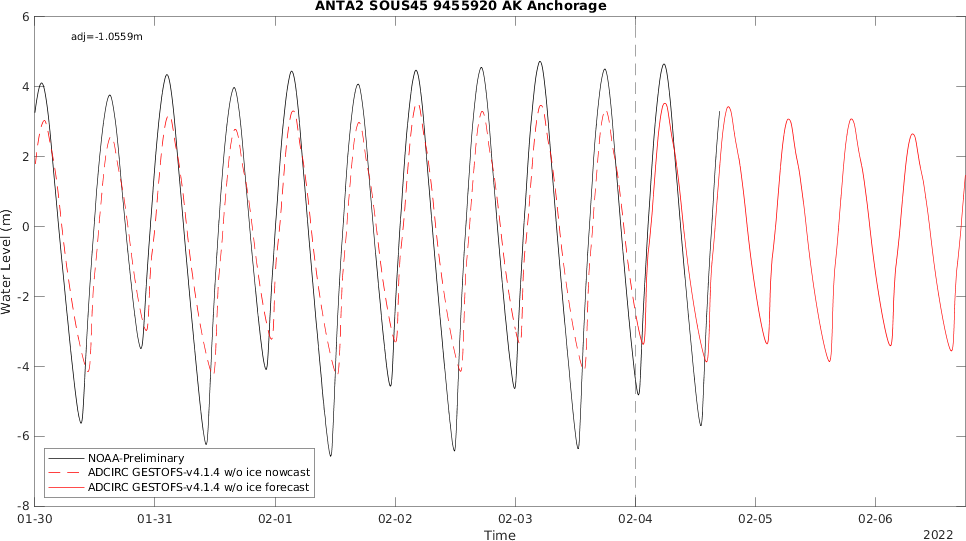 ANTA2 SOUS45 9455920 AK Anchorage
adj=-1.0559m
6
4
2
0
-2
-4
-6
-8
Water Level (m)
NOAA-Preliminary
ADCIRC GESTOFS-v4.1.4 w/o ice nowcast
ADCIRC GESTOFS-v4.1.4 w/o ice forecast
01-30 01-31 02-01 02-02 02-03 02-04 02-05 02-06
Time
2022